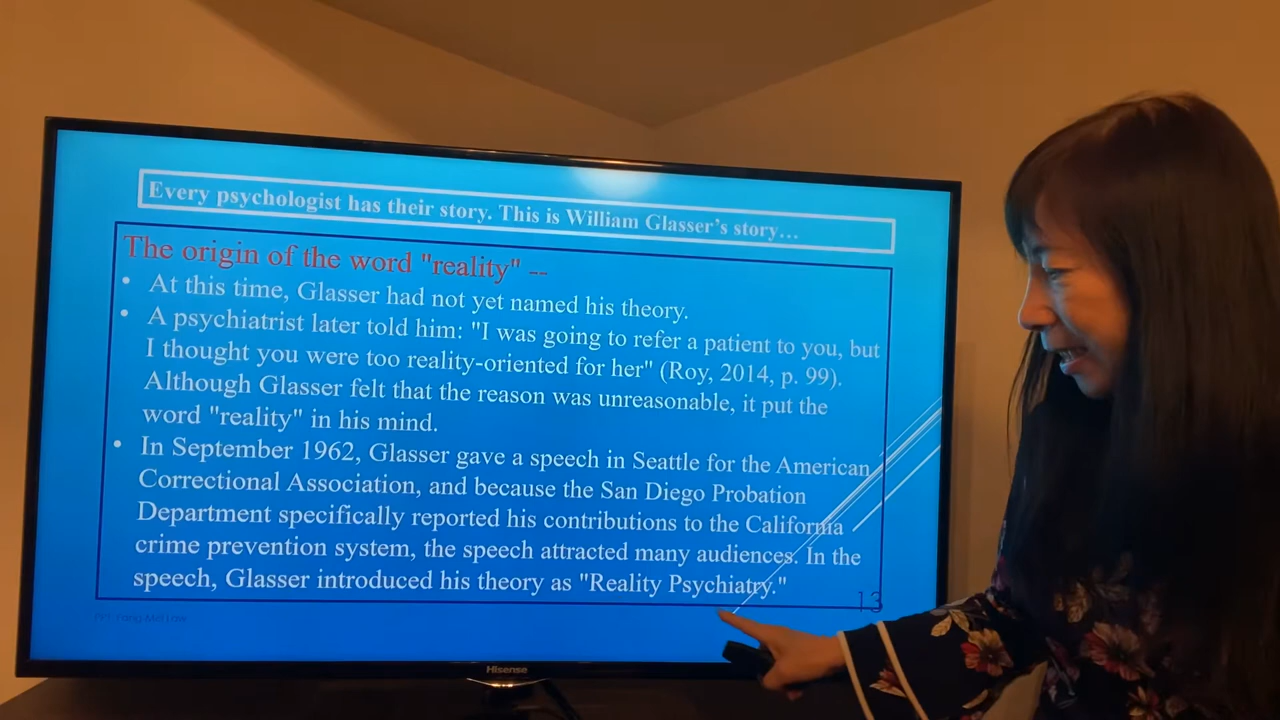 Every psychologist has their story. This is William Glasser's story...
The origin of the word "reality" --
• At this time, Glasser had not yet named his theory.
• A psychiatrist later told him: "I was going to refer a patient to you, but
I thought you were too reality-oriented for her" (Roy, 2014, p. 99).
Although Glasser felt that the reason was unreasonable, it put the
word "reality" in his mind.
• In September 1962, Glasser gave a speech in Seattle for the American
Correctional Association, and because the San Diego Probation
Department specifically reported his contributions to the California
crime prevention system, the speech attracted many audiences. In the
speech, Glasser introduced his theory as "Reality Psychiatry."
13
Hisense